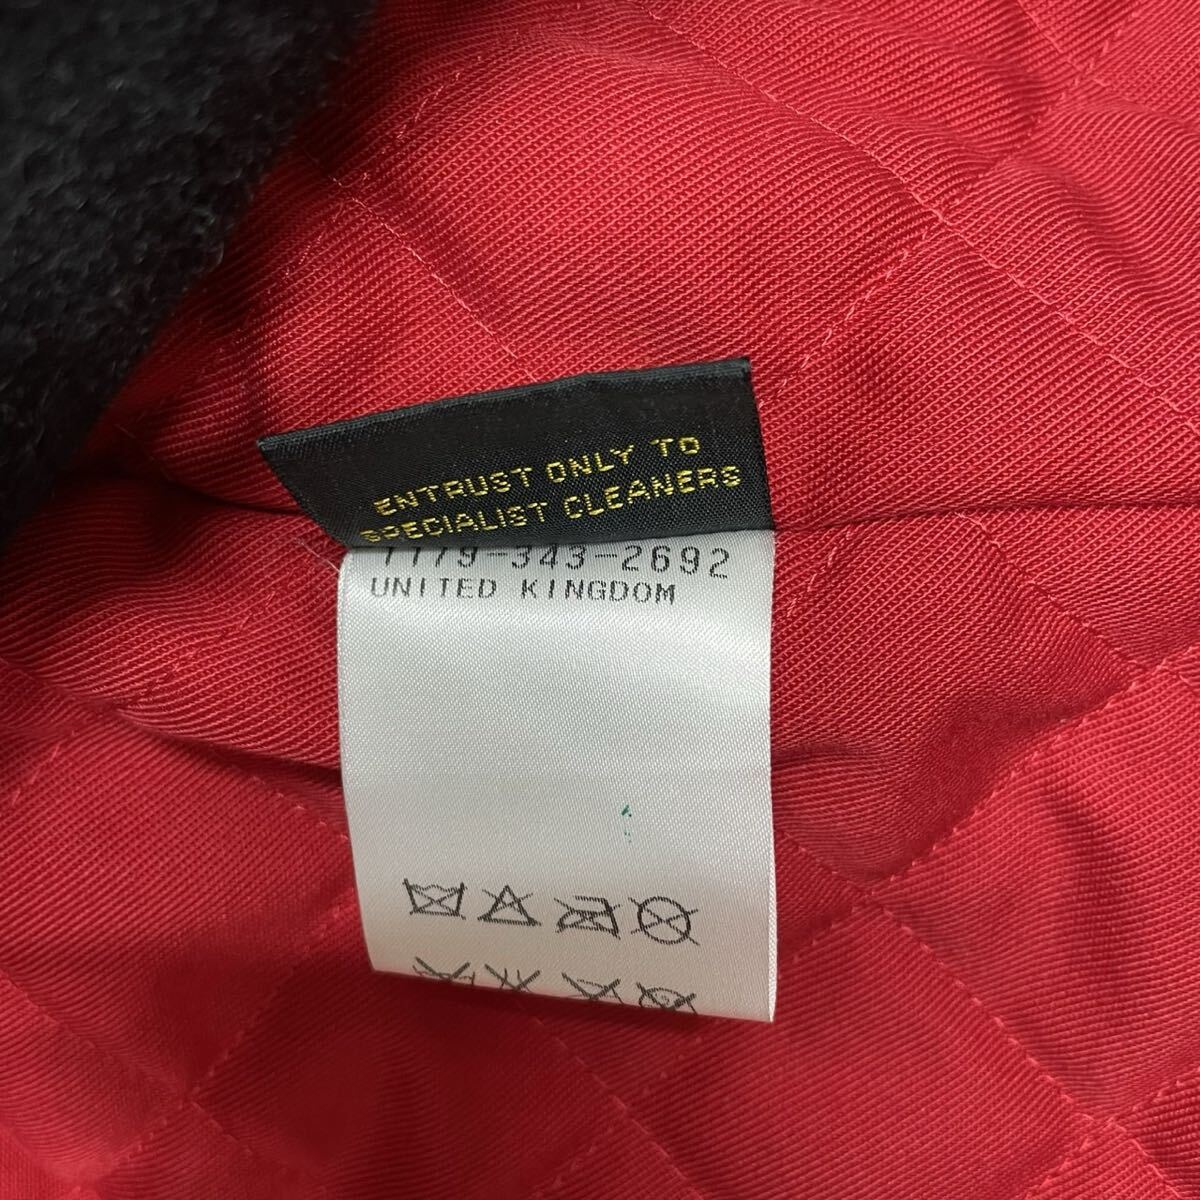 ENTRUST ONLY TO
SPECIALIST CLEANERS
1179-343-2692
UNITED KINGDOM